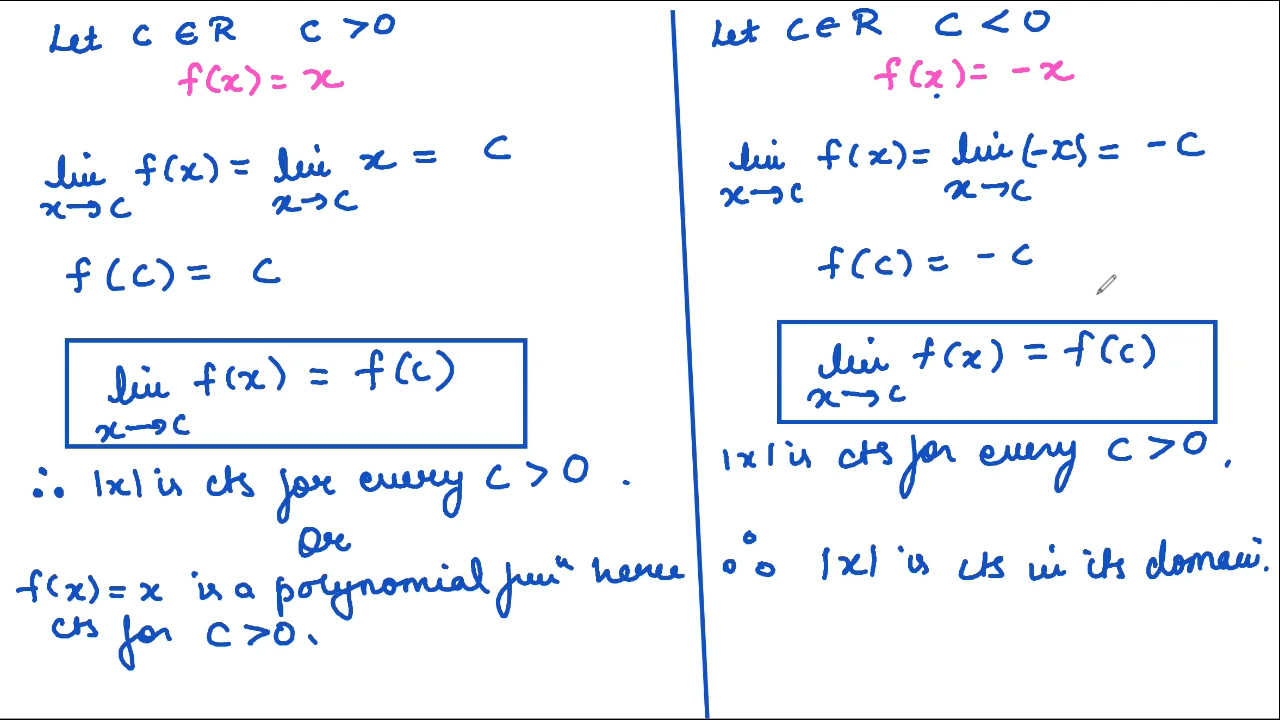 Let C ∈ R C > 0
f(x) = x
lim f(x) = lim x = C
x→C x→C
f(C) = C
lim f(x) = f(C)
x→C
∴ |x| is cts for every C > 0.
Or
f(x) = x is a polynomial funⁿ hence
cts for C > 0.
Let C ∈ R C < 0
f(x) = -x
lim f(x) = lim (-x) = -C
x→C x→C
f(C) = -C
lim f(x) = f(C)
x→C
|x| is cts for every C > 0.
∴ |x| is cts in its domain.